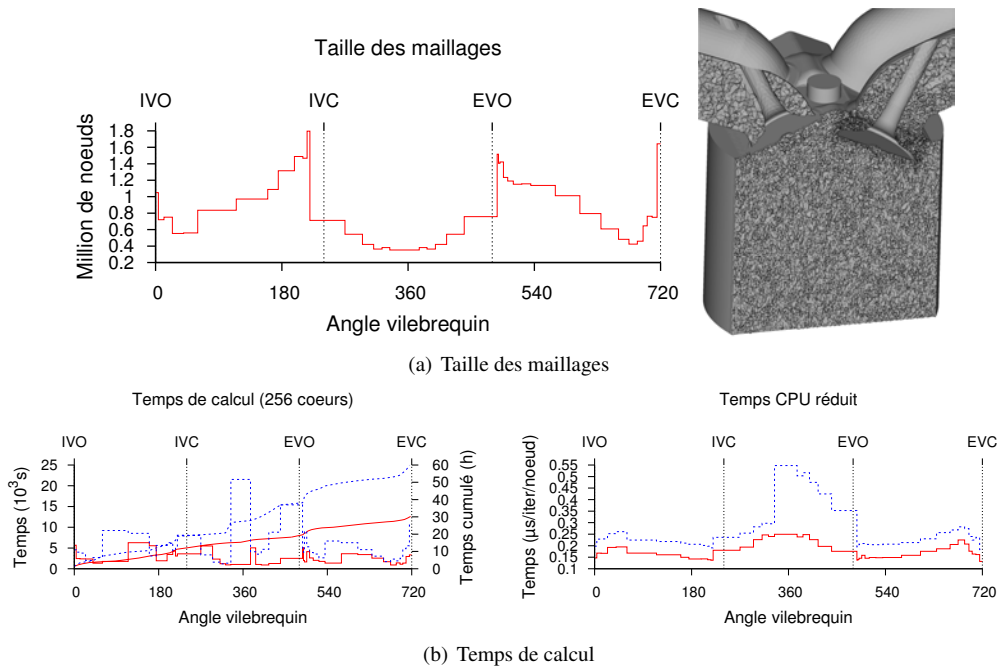 Taille des maillages
IVO IVC EVO EVC
Million de noeuds
1.8
1.6
1.4
1.2
1
0.8
0.6
0.4
0.2
0 180 360 540 720
Angle vilebrequin
(a) Taille des maillages
Temps de calcul (256 coeurs)
IVO IVC EVO EVC
Temps (10³s)
25
20
15
10
5
0
Temps cumulé (h)
60
50
40
30
20
10
0
0 180 360 540 720
Angle vilebrequin
Temps CPU réduit
IVO IVC EVO EVC
Temps (µs/iter/noeud)
0.55
0.5
0.45
0.4
0.35
0.3
0.25
0.2
0.15
0.1
0 180 360 540 720
Angle vilebrequin
(b) Temps de calcul